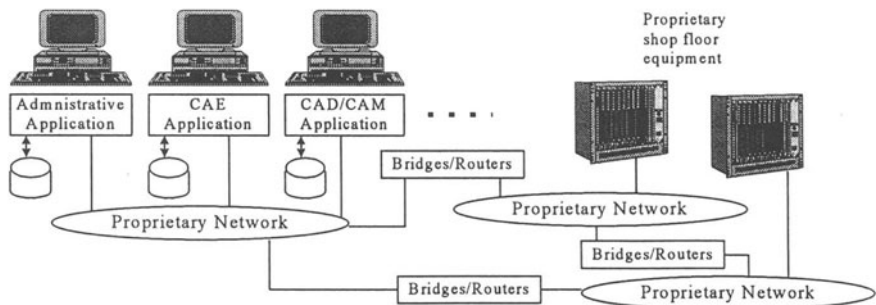 Proprietary
shop floor
equipment
Admnistrative
Application
CAE
Application
CAD/CAM
Application
Bridges/Routers
Proprietary Network
Proprietary Network
Bridges/Routers
Bridges/Routers
Proprietary Network